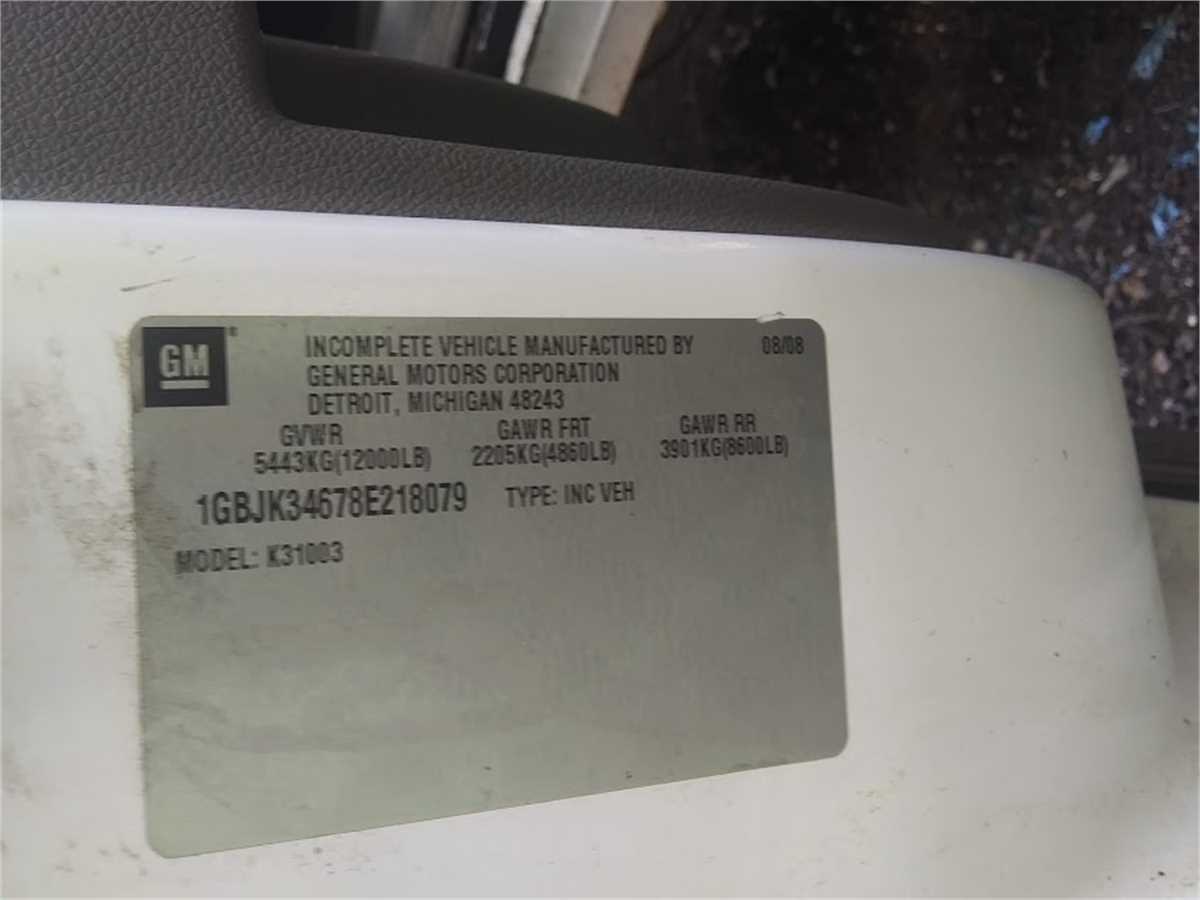 GM®
INCOMPLETE VEHICLE MANUFACTURED BY 08/08
GENERAL MOTORS CORPORATION
DETROIT, MICHIGAN 48243
GVWR GAWR FRT GAWR RR
5443KG(12000LB) 2205KG(4860LB) 3901KG(8600LB)
1GBJK34678E218079 TYPE: INC VEH
MODEL: K31003